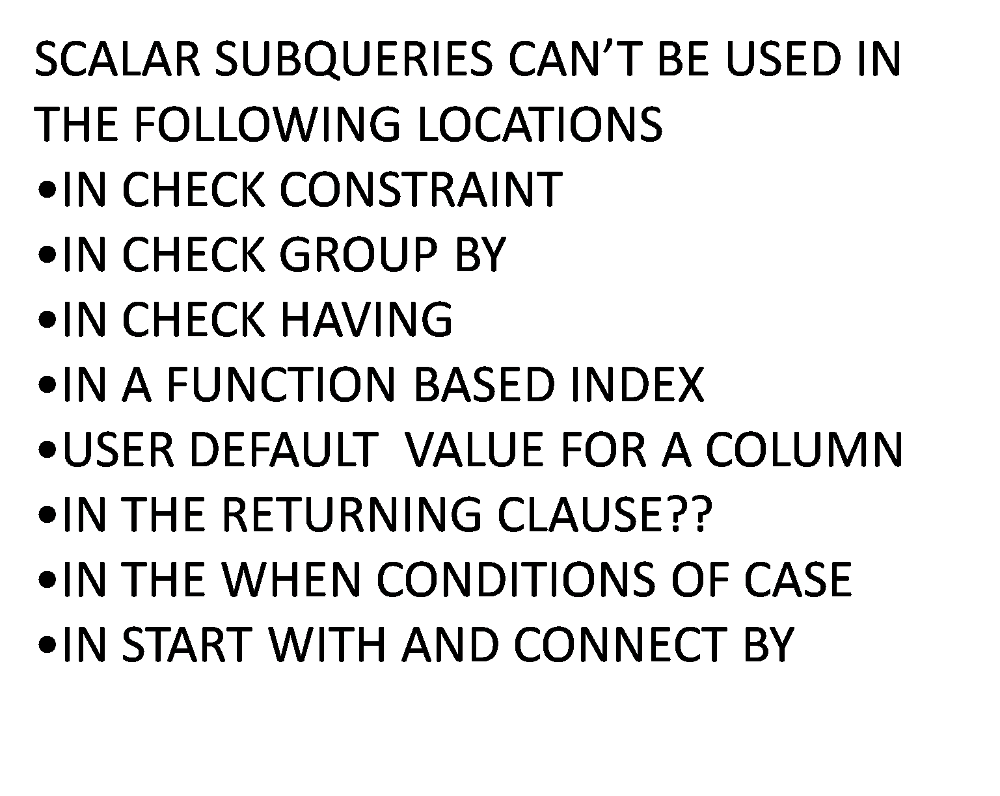 SCALAR SUBQUERIES CAN’T BE USED IN
THE FOLLOWING LOCATIONS
•IN CHECK CONSTRAINT
•IN CHECK GROUP BY
•IN CHECK HAVING
•IN A FUNCTION BASED INDEX
•USER DEFAULT  VALUE FOR A COLUMN
•IN THE RETURNING CLAUSE??
•IN THE WHEN CONDITIONS OF CASE
•IN START WITH AND CONNECT BY